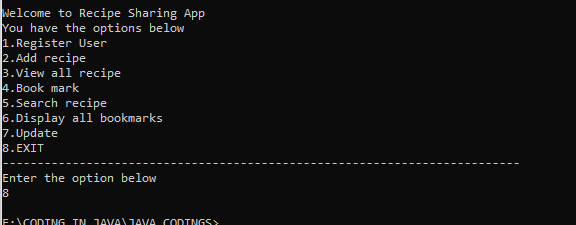 Welcome to Recipe Sharing App
You have the options below
1.Register User
2.Add recipe
3.View all recipe
4.Book mark
5.Search recipe
6.Display all bookmarks
7.Update
8.EXIT
--------------------------------------------------------------------------
Enter the option below
8
E:\CODING IN JAVA\JAVA CODINGS>